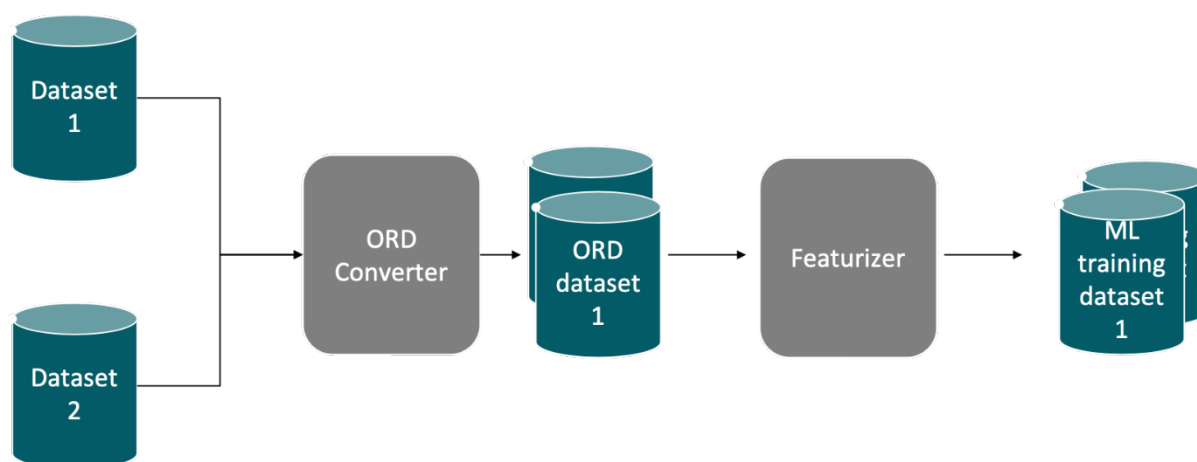 Dataset
1
Dataset
2
ORD
Converter
ORD
dataset
1
Featurizer
ML
training
dataset
1